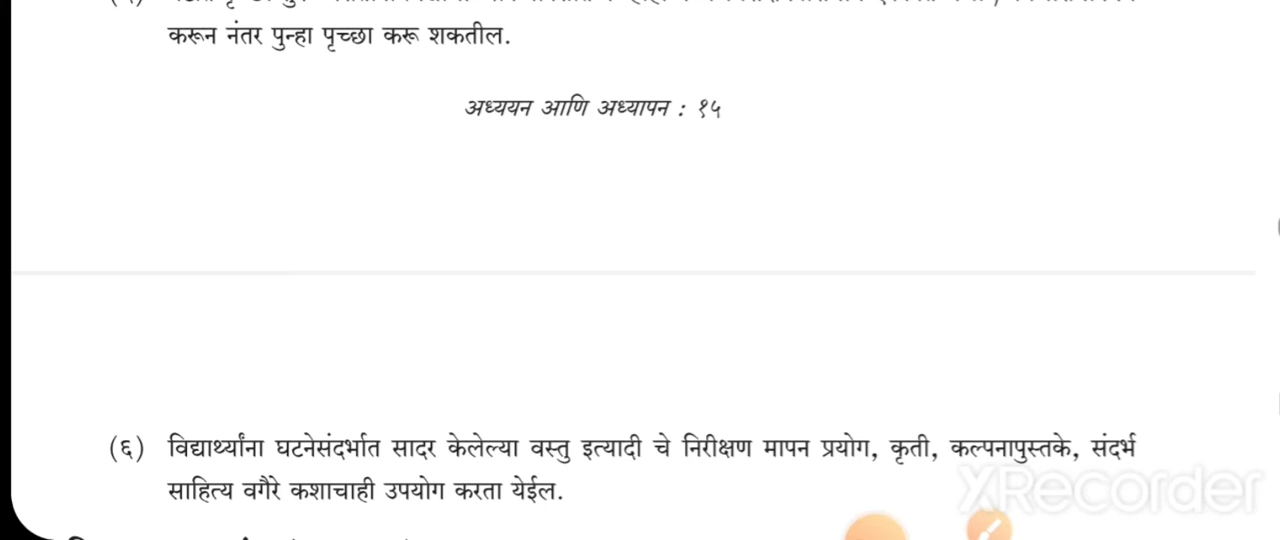 करून नंतर पुन्हा पृच्छा करू शकतील.
अध्ययन आणि अध्यापन : १५
(६) विद्यार्थ्यांना घटनेसंदर्भात सादर केलेल्या वस्तु इत्यादी चे निरीक्षण मापन प्रयोग, कृती, कल्पनापुस्तके, संदर्भ
साहित्य वगैरे कशाचाही उपयोग करता येईल.
XRecorder